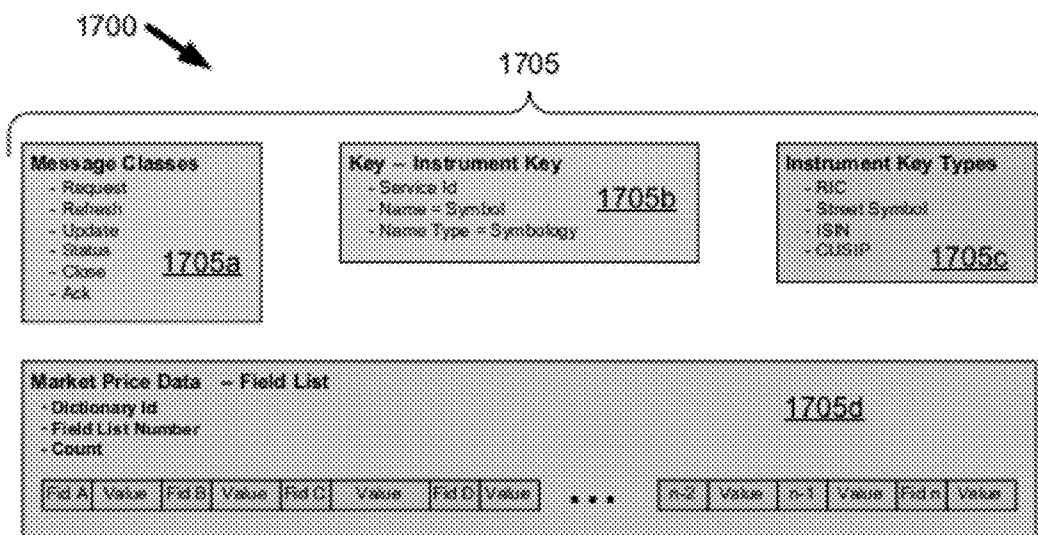 1700
1705
Message Classes
- Request
- Refresh
- Update
- Status
- Close
- Ack
1705a
Key – Instrument Key
- Service Id
- Name = Symbol
- Name Type = Symbology
1705b
Instrument Key Types
- RIC
- Street Symbol
- ISIN
- CUSIP
1705c
Market Price Data – Field List
- Dictionary Id
- Field List Number
- Count
1705d
Fid A Value Fid B Value Fid C Value Fid D Value • • • n-2 Value n-1 Value Fid n Value